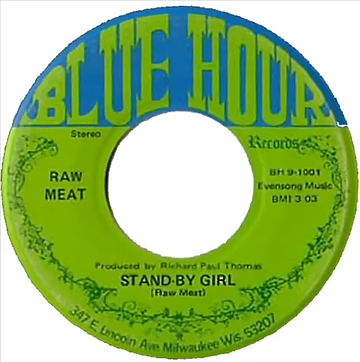 BLUE HOUR
Stereo
Records
RAW
MEAT
BH 9-1001
Evensong Music
BMI 3:03
Produced by Richard Paul Thomas
STAND-BY GIRL
(Raw Meat)
347 E. Lincoln Ave. Milwaukee Wis. 53207